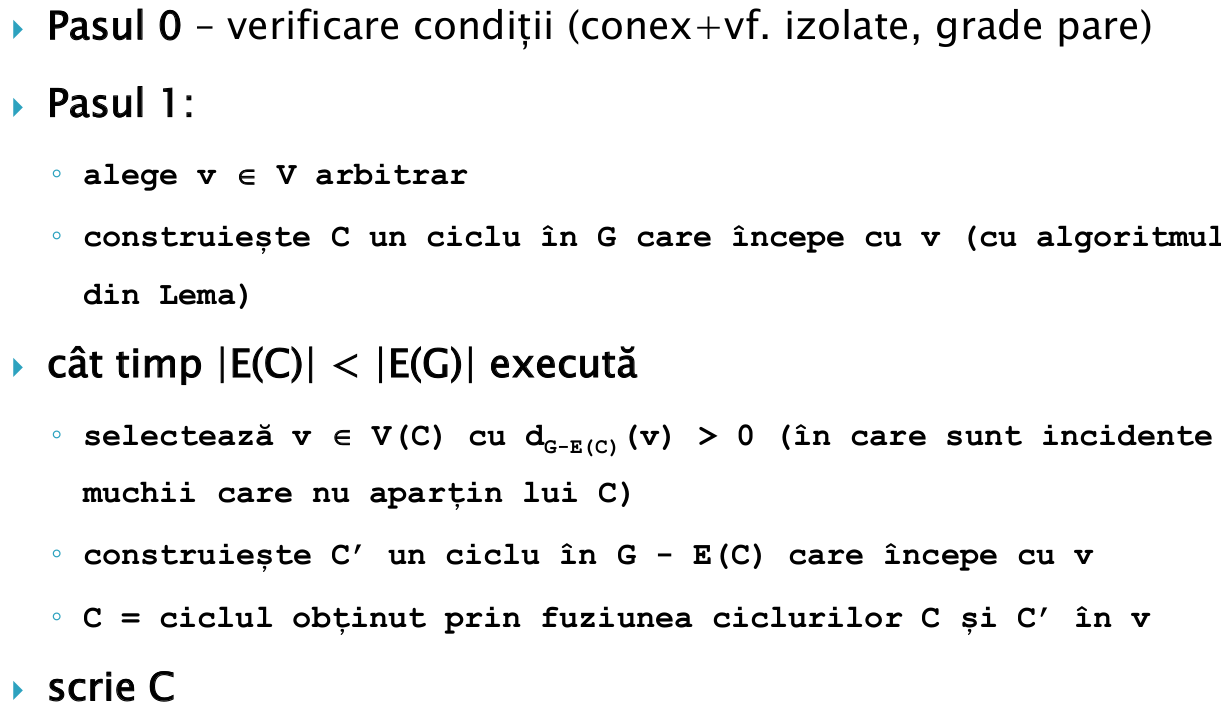 Pasul 0 – verificare condiții (conex+vf. izolate, grade pare)
Pasul 1:
alege v ∈ V arbitrar
construiește C un ciclu în G care începe cu v (cu algoritmul
din Lema)
cât timp |E(C)| < |E(G)| execută
selectează v ∈ V(C) cu d_{G-E(C)}(v) > 0 (în care sunt incidente
muchii care nu aparțin lui C)
construiește C′ un ciclu în G - E(C) care începe cu v
C = ciclul obținut prin fuziunea ciclurilor C și C′ în v
scrie C